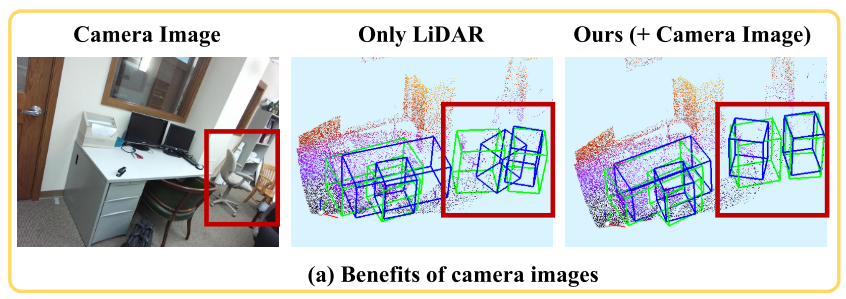 Camera Image
Only LiDAR
Ours (+ Camera Image)
(a) Benefits of camera images